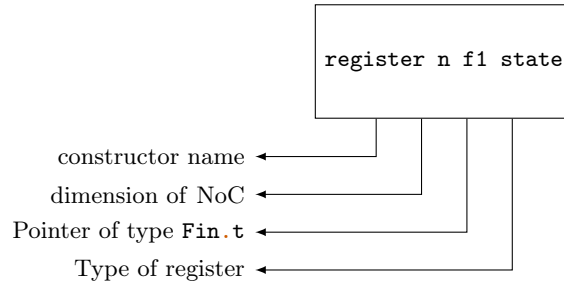 register n f1 state
constructor name
dimension of NoC
Pointer of type Fin.t
Type of register